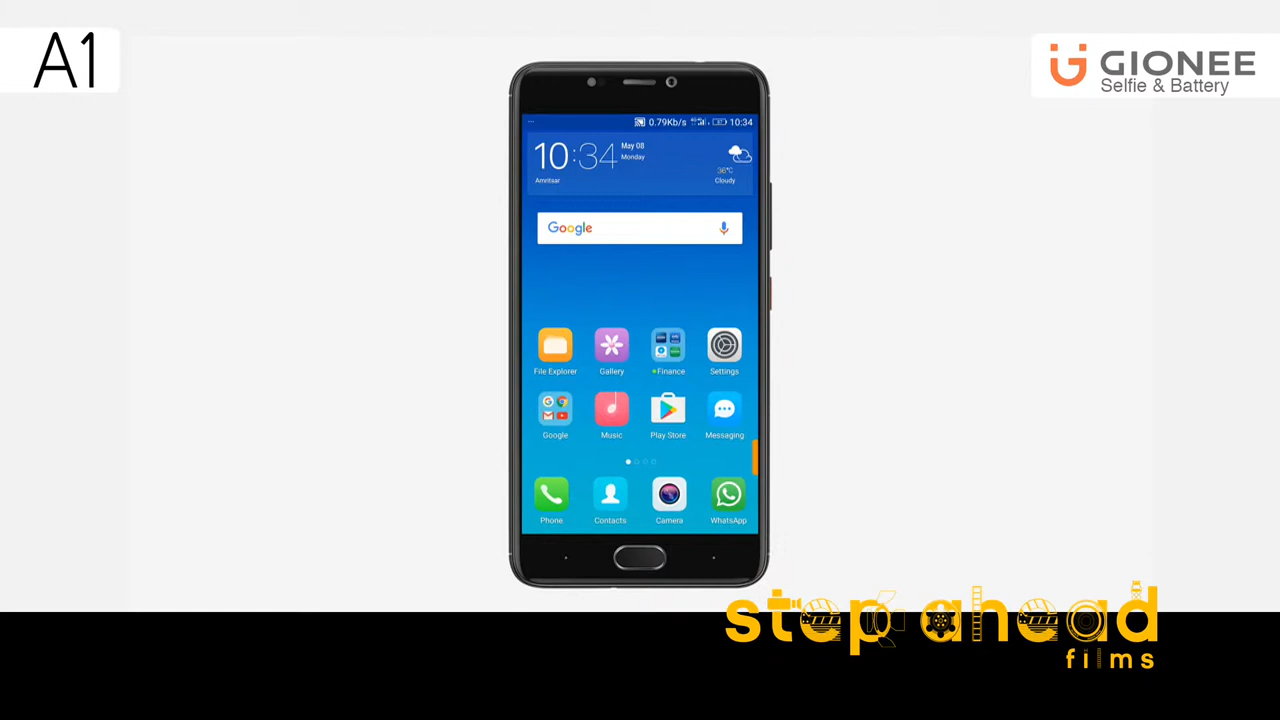 A1
GIONEE
Selfie & Battery
... 0.79Kb/s 10:34
10:34
May 08
Monday
Amritsar
36°C
Cloudy
Google
File Explorer Gallery Finance Settings
Google Music Play Store Messaging
Phone Contacts Camera WhatsApp
step ahead
films